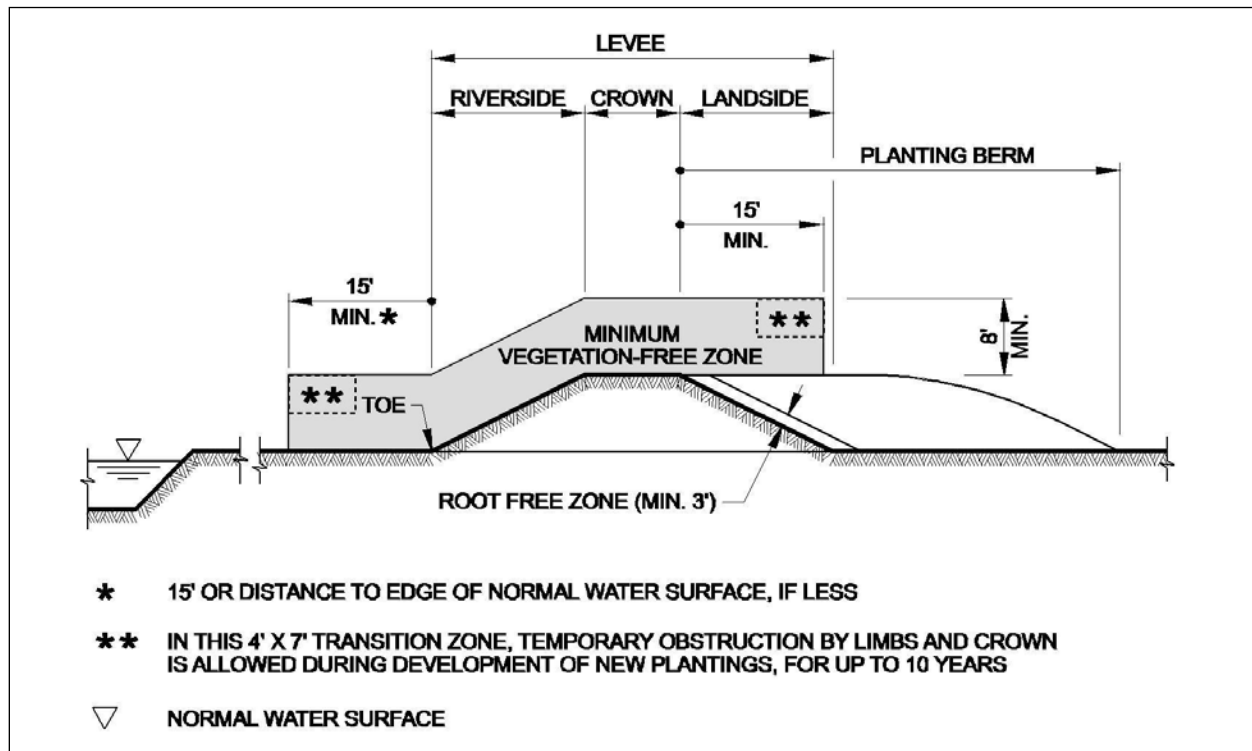 LEVEE
RIVERSIDE
CROWN
LANDSIDE
PLANTING BERM
15'
MIN.
15'
MIN.*
**
MINIMUM
VEGETATION-FREE ZONE
8'
MIN.
**
TOE
ROOT FREE ZONE (MIN. 3')
* 15' OR DISTANCE TO EDGE OF NORMAL WATER SURFACE, IF LESS
** IN THIS 4' X 7' TRANSITION ZONE, TEMPORARY OBSTRUCTION BY LIMBS AND CROWN
IS ALLOWED DURING DEVELOPMENT OF NEW PLANTINGS, FOR UP TO 10 YEARS
NORMAL WATER SURFACE